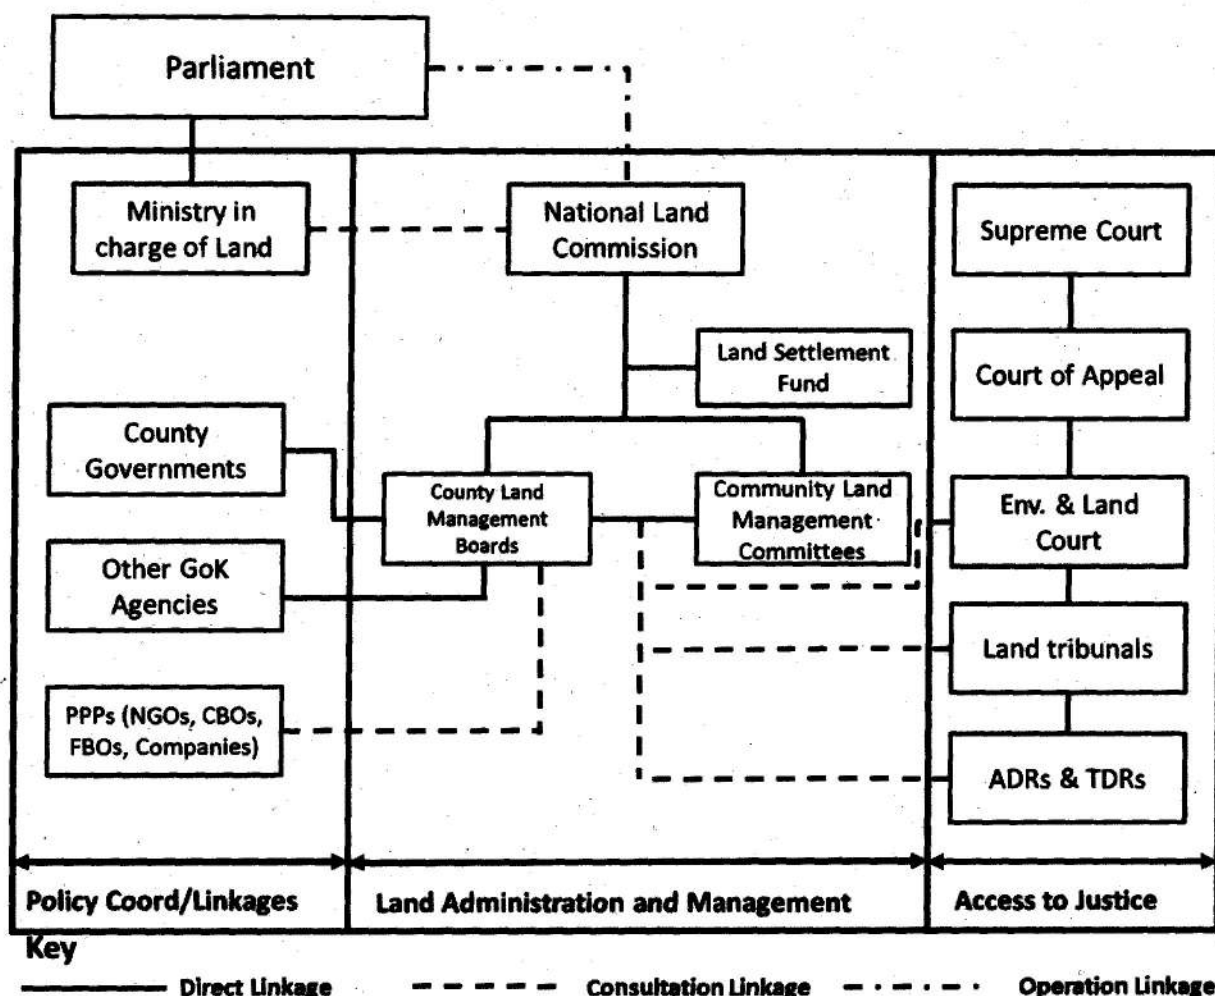 Parliament
Ministry in
charge of Land
National Land
Commission
Supreme Court
Land Settlement
Fund
Court of Appeal
County
Governments
County Land
Management
Boards
Community Land
Management
Committees
Env. & Land
Court
Other GoK
Agencies
Land tribunals
PPPs (NGOs, CBOs,
FBOs, Companies)
ADRs & TDRs
Policy Coord/Linkages
Land Administration and Management
Access to Justice
Key
Direct Linkage
Consultation Linkage
Operation Linkage